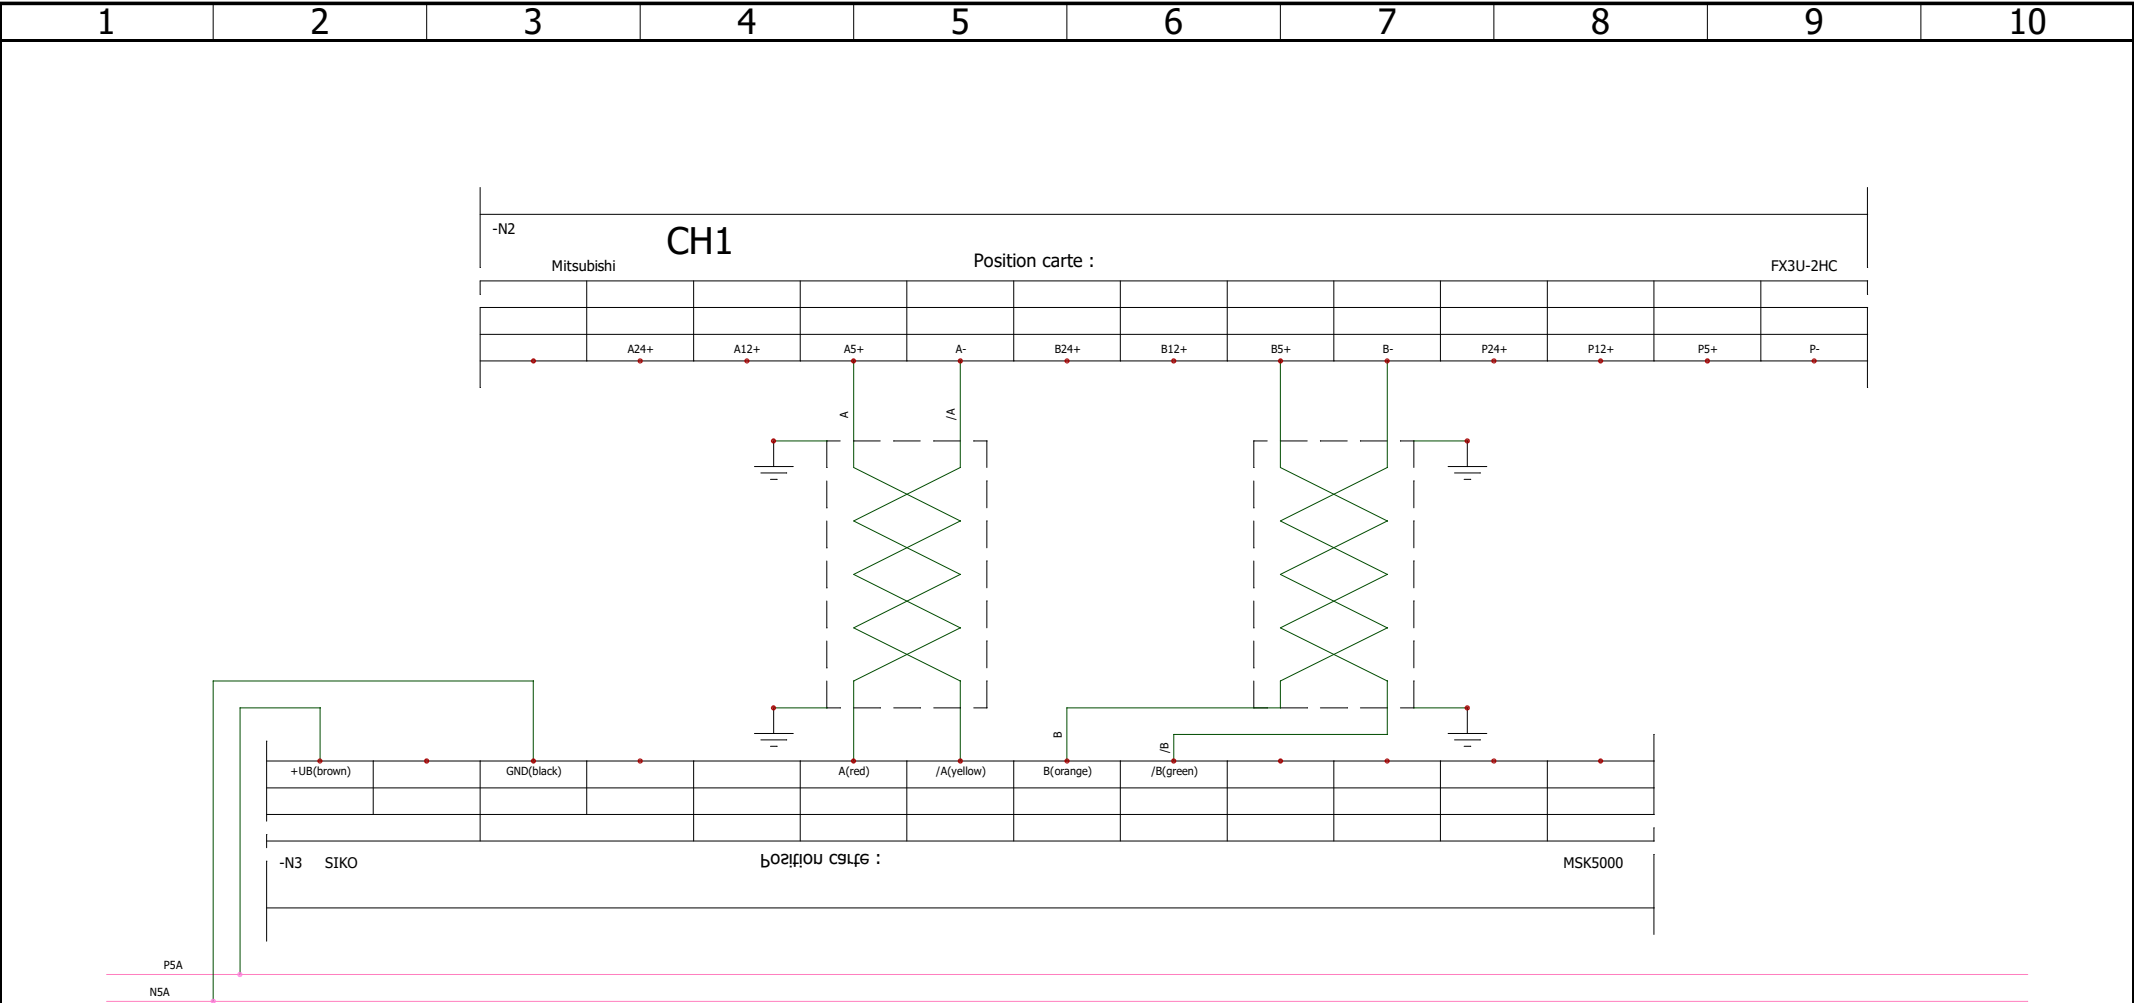 1 2 3 4 5 6 7 8 9 10
-N2
CH1
Position carte :
Mitsubishi
FX3U-2HC
A24+ A12+ A5+ A- B24+ B12+ B5+ B- P24+ P12+ P5+ P-
A /A
B /B
+UB(brown) GND(black) A(red) /A(yellow) B(orange) /B(green)
-N3 SIKO Position carte : MSK5000
P5A
N5A